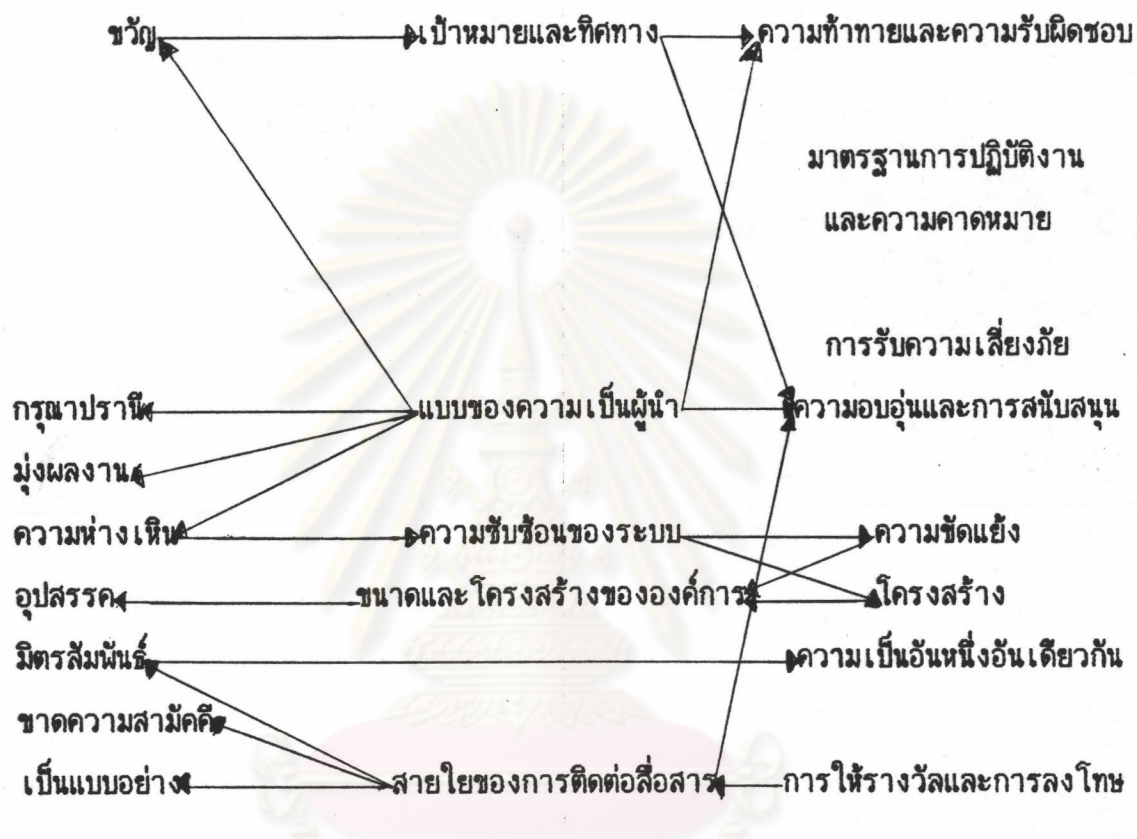 ขวัญ เป้าหมายและทิศทาง ความท้าทายและความรับผิดชอบ
มาตรฐานการปฏิบัติงาน
และความคาดหมาย
การรับความเสี่ยงภัย
กรุณาปรานี แบบของความเป็นผู้นำ ความอบอุ่นและการสนับสนุน
มุ่งผลงาน
ความห่างเหิน ความซับซ้อนของระบบ ความขัดแย้ง
อุปสรรค ขนาดและโครงสร้างขององค์การ โครงสร้าง
มิตรสัมพันธ์ ความเป็นอันหนึ่งอันเดียวกัน
ขาดความสามัคคี
เป็นแบบอย่าง สายใยของการติดต่อสื่อสาร การให้รางวัลและการลงโทษ